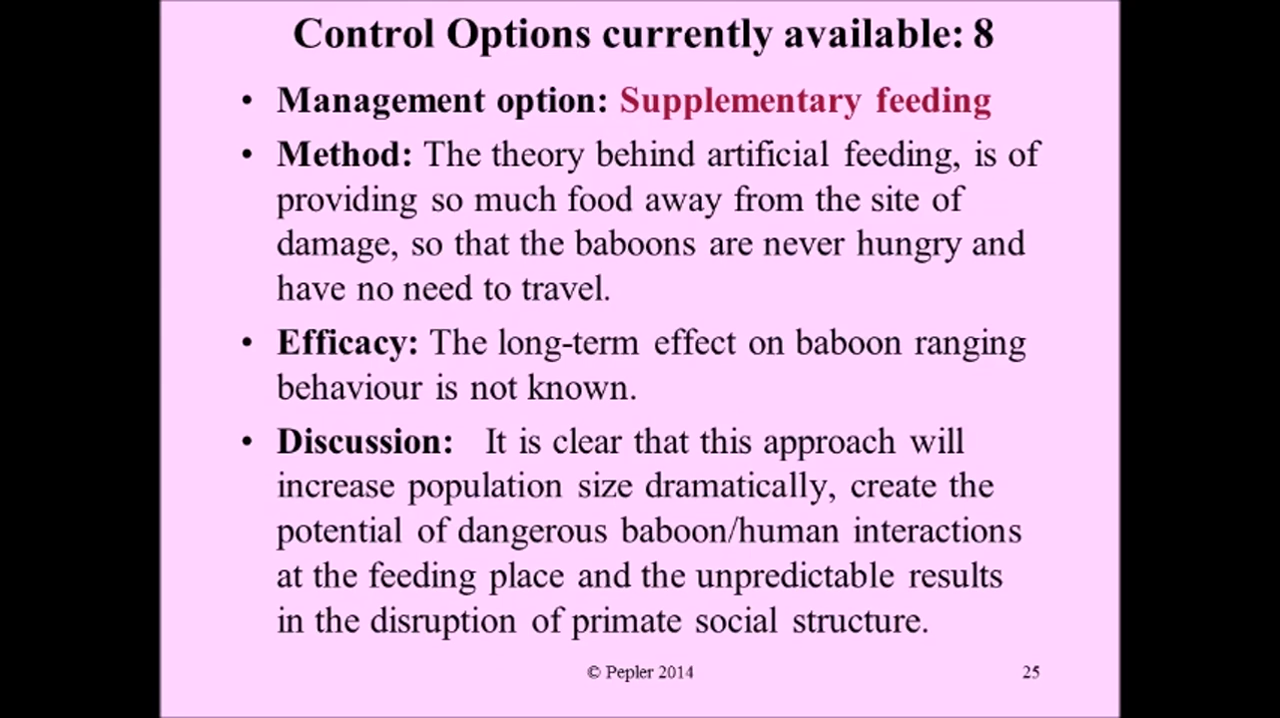 Control Options currently available: 8
• Management option: Supplementary feeding
• Method: The theory behind artificial feeding, is of
providing so much food away from the site of
damage, so that the baboons are never hungry and
have no need to travel.
• Efficacy: The long-term effect on baboon ranging
behaviour is not known.
• Discussion: It is clear that this approach will
increase population size dramatically, create the
potential of dangerous baboon/human interactions
at the feeding place and the unpredictable results
in the disruption of primate social structure.
© Pepler 2014
25